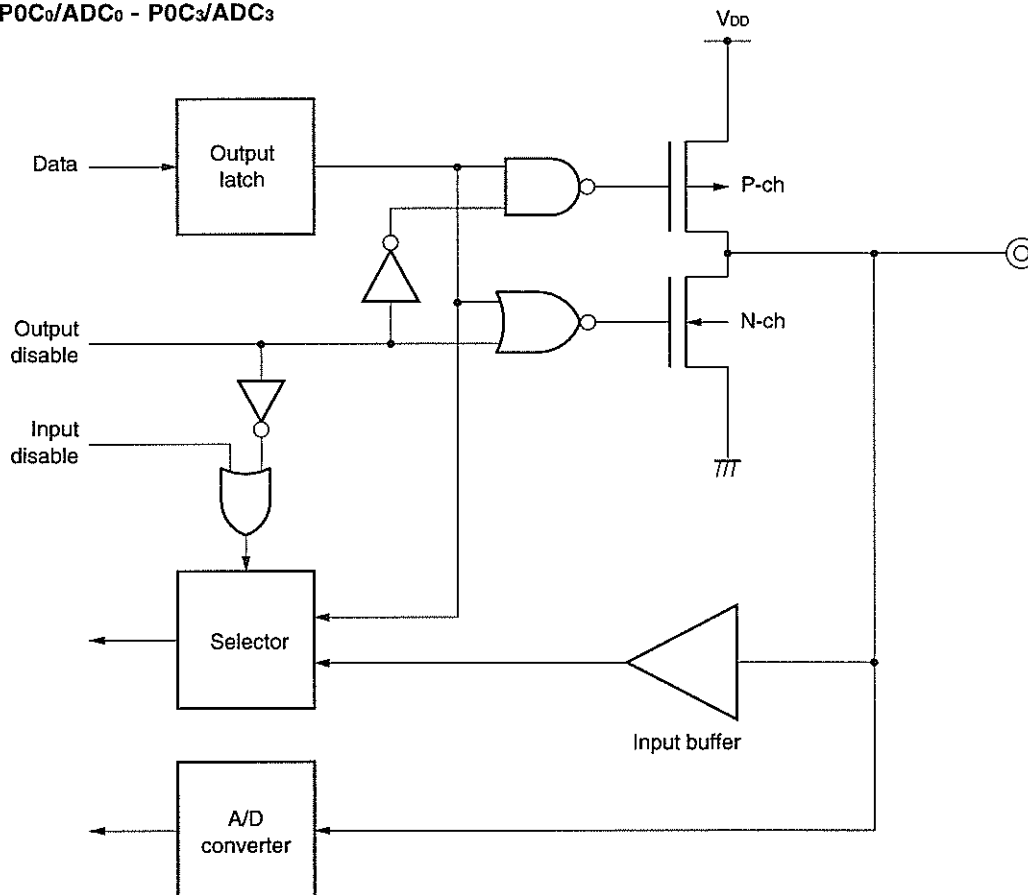 P0C₀/ADC₀ - P0C₃/ADC₃
VDD
Data
Output
latch
P-ch
Output
disable
N-ch
Input
disable
Selector
Input buffer
A/D
converter